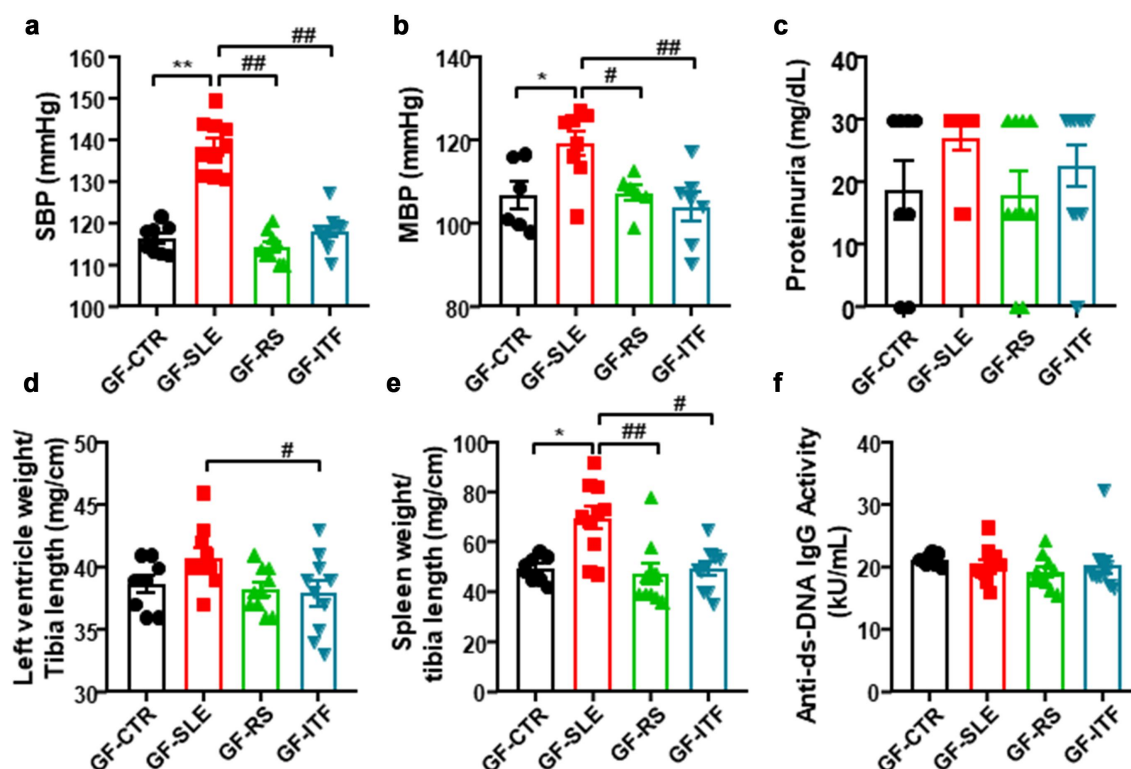 a
SBP (mmHg)
160
150
140
130
120
110
100
**
##
##
GF-CTR
GF-SLE
GF-RS
GF-ITF
b
MBP (mmHg)
140
120
100
80
*
#
##
GF-CTR
GF-SLE
GF-RS
GF-ITF
c
Proteinuria (mg/dL)
40
30
20
10
0
GF-CTR
GF-SLE
GF-RS
GF-ITF
d
Left ventricle weight/
Tibia length (mg/cm)
50
45
40
35
30
#
GF-CTR
GF-SLE
GF-RS
GF-ITF
e
Spleen weight/
tibia length (mg/cm)
100
80
60
40
20
0
*
##
#
GF-CTR
GF-SLE
GF-RS
GF-ITF
f
Anti-ds-DNA IgG Activity
(kU/mL)
40
30
20
10
0
GF-CTR
GF-SLE
GF-RS
GF-ITF